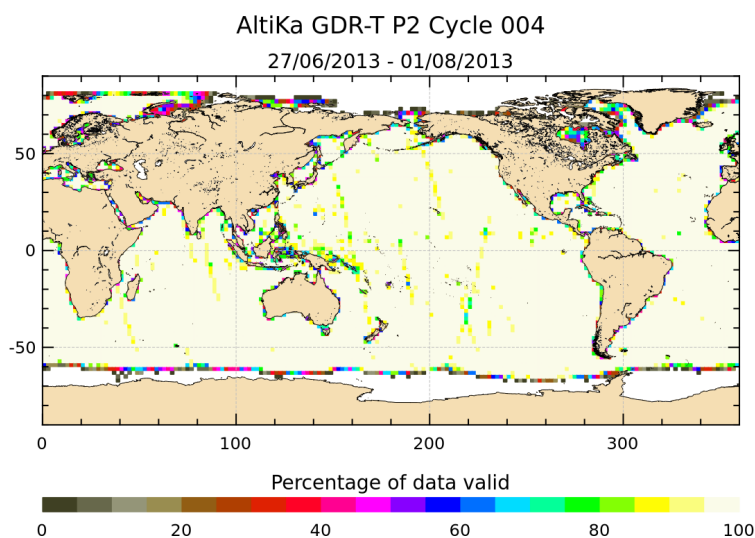 AltiKa GDR-T P2 Cycle 004
27/06/2013 - 01/08/2013
50
0
-50
0 100 200 300
Percentage of data valid
0 20 40 60 80 100